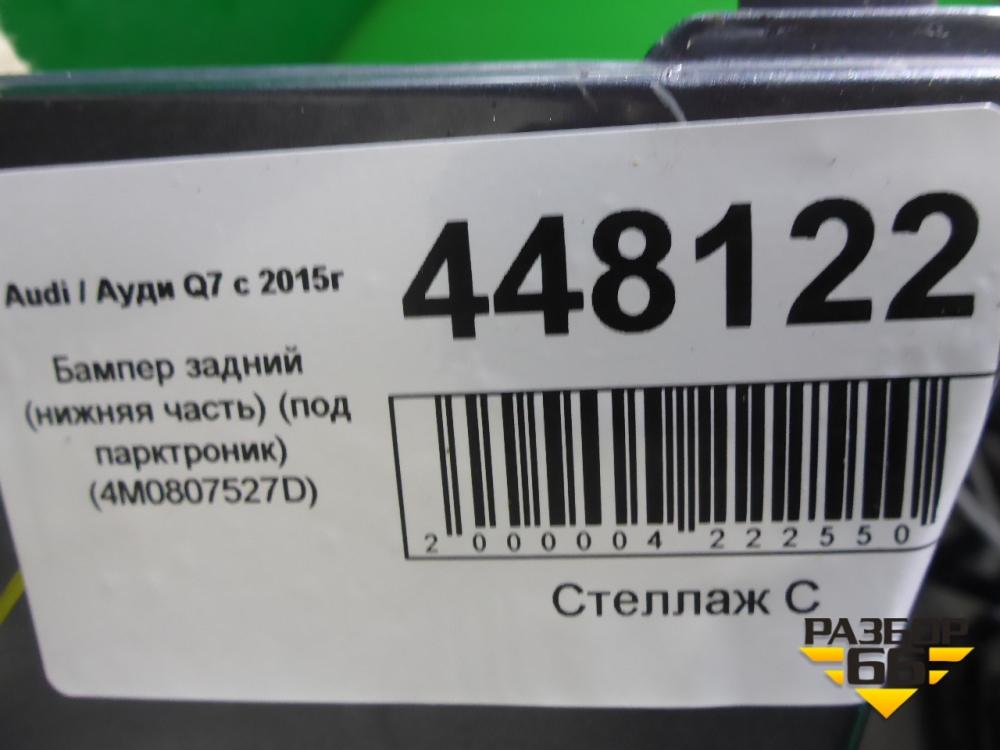 448122
Audi / Ауди Q7 с 2015г
Бампер задний
(нижняя часть) (под
парктроник)
(4M0807527D)
2 000004 222550
Стеллаж С
РАЗБОР
66